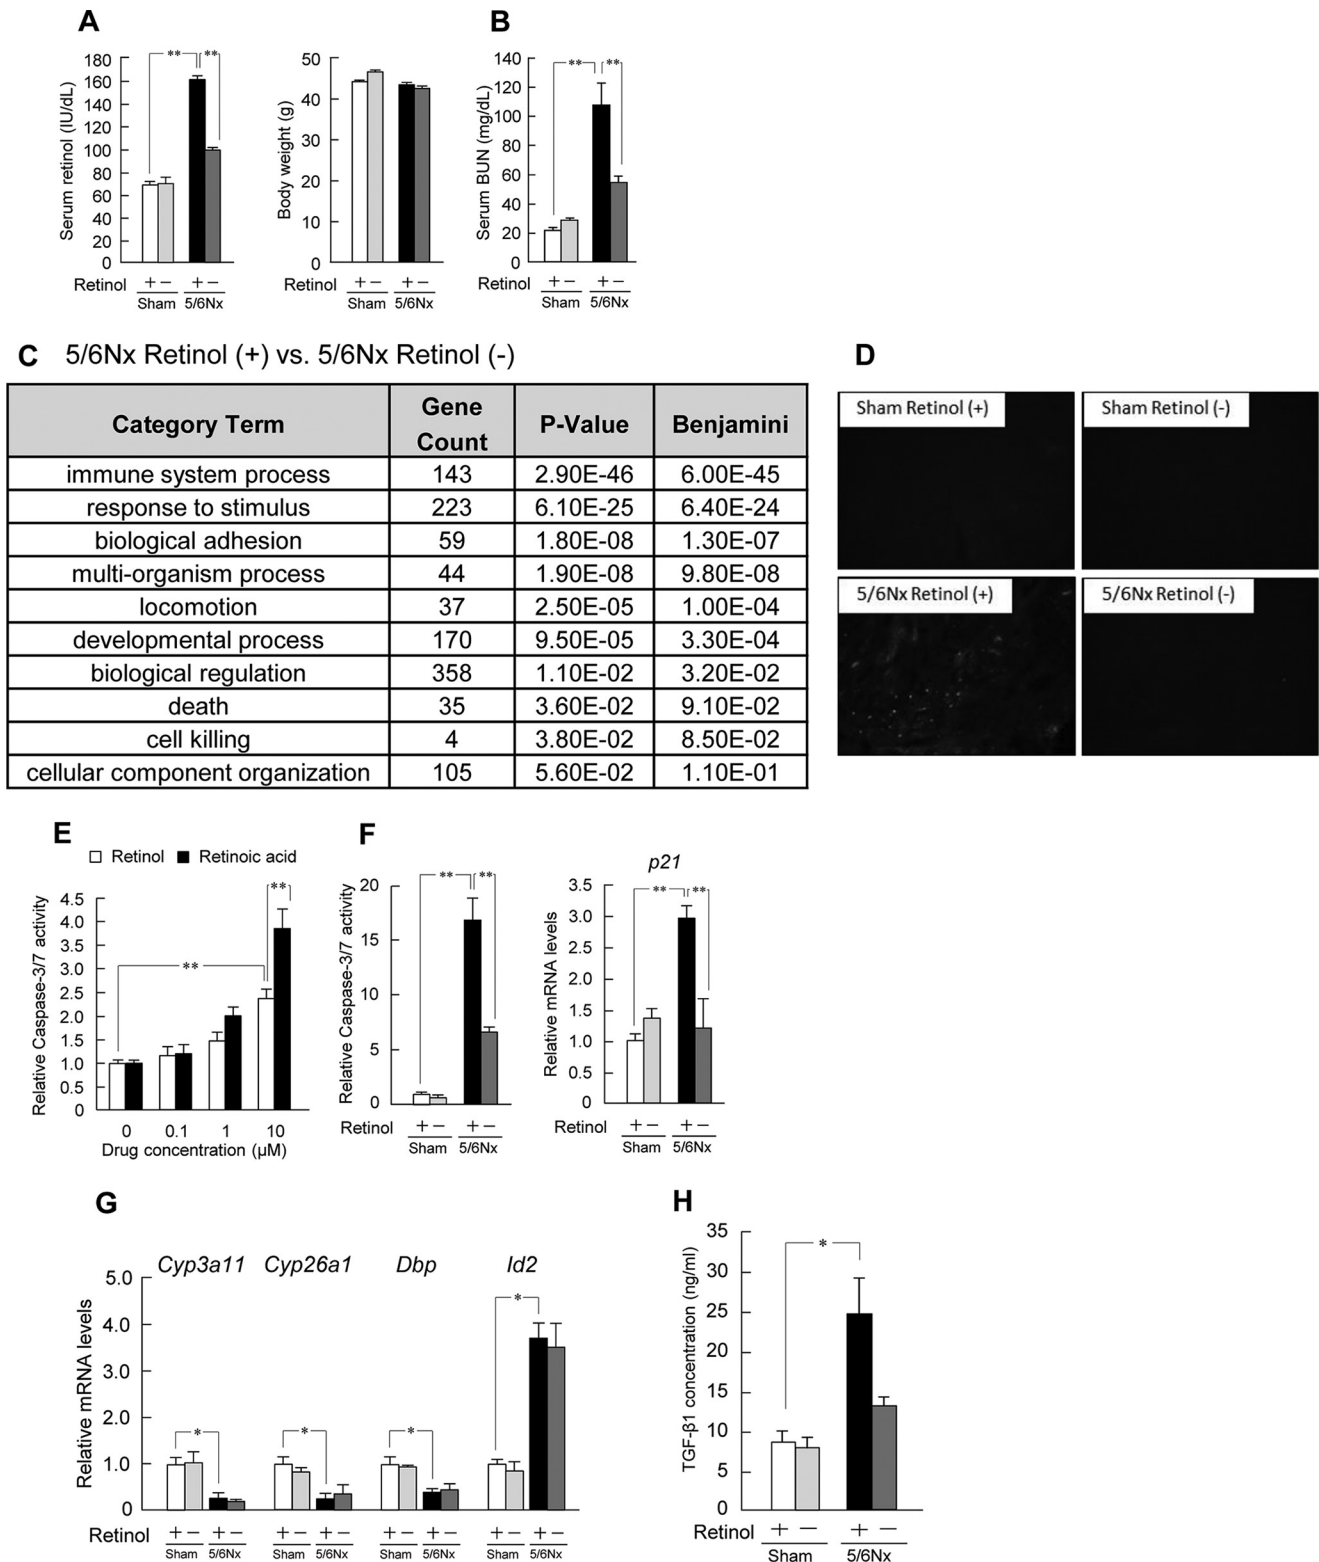 A
B
180
160
140
120
100
80
60
40
20
0
Serum retinol (IU/dL)
** **
Retinol + − + −
Sham 5/6Nx
50
40
30
20
10
0
Body weight (g)
Retinol + − + −
Sham 5/6Nx
140
120
100
80
60
40
20
0
Serum BUN (mg/dL)
** **
Retinol + − + −
Sham 5/6Nx
C 5/6Nx Retinol (+) vs. 5/6Nx Retinol (-)
Category Term Gene Count P-Value Benjamini
immune system process 143 2.90E-46 6.00E-45
response to stimulus 223 6.10E-25 6.40E-24
biological adhesion 59 1.80E-08 1.30E-07
multi-organism process 44 1.90E-08 9.80E-08
locomotion 37 2.50E-05 1.00E-04
developmental process 170 9.50E-05 3.30E-04
biological regulation 358 1.10E-02 3.20E-02
death 35 3.60E-02 9.10E-02
cell killing 4 3.80E-02 8.50E-02
cellular component organization 105 5.60E-02 1.10E-01
D
Sham Retinol (+)
Sham Retinol (-)
5/6Nx Retinol (+)
5/6Nx Retinol (-)
E
Retinol Retinoic acid
4.5
4.0
3.5
3.0
2.5
2.0
1.5
1.0
0.5
0
Relative Caspase-3/7 activity
**
**
0 0.1 1 10
Drug concentration (μM)
F
20
15
10
5
0
Relative Caspase-3/7 activity
** **
Retinol + − + −
Sham 5/6Nx
p21
3.5
3.0
2.5
2.0
1.5
1.0
0.5
0
Relative mRNA levels
** **
Retinol + − + −
Sham 5/6Nx
G
Cyp3a11 Cyp26a1 Dbp Id2
5.0
4.0
3.0
2.0
1.0
0
Relative mRNA levels
* * * *
Retinol + − + − + − + − + − + − + − + −
Sham 5/6Nx Sham 5/6Nx Sham 5/6Nx Sham 5/6Nx
H
35
30
25
20
15
10
5
0
TGF-β1 concentration (ng/ml)
*
Retinol + − + −
Sham 5/6Nx